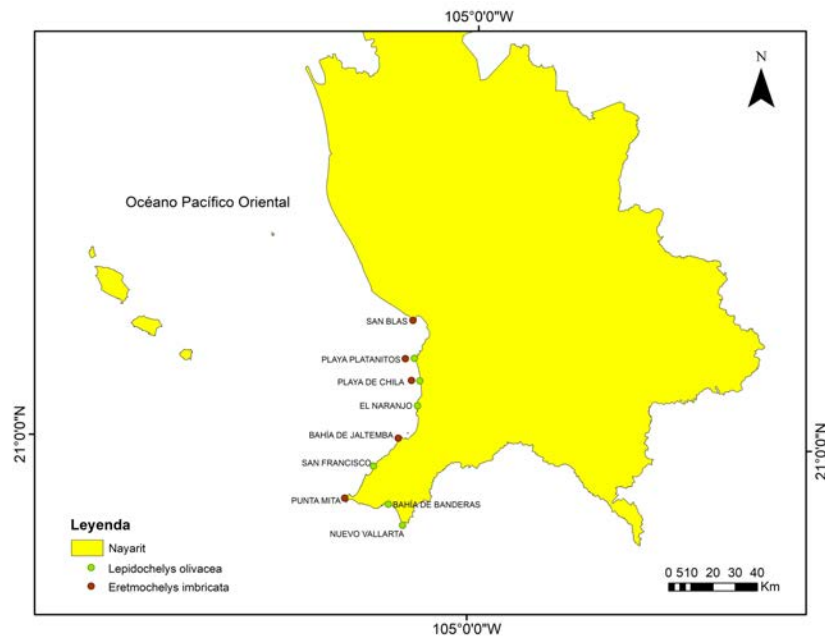 105°0'0"W
N
Océano Pacífico Oriental
SAN BLAS
PLAYA PLATANITOS
PLAYA DE CHILA
EL NARANJO
21°0'0"N
BAHÍA DE JALTEMBA
21°0'0"N
SAN FRANCISCO
PUNTA MITA
BAHÍA DE BANDERAS
NUEVO VALLARTA
Leyenda
Nayarit
Lepidochelys olivacea
Eretmochelys imbricata
0 5 10 20 30 40
Km
105°0'0"W